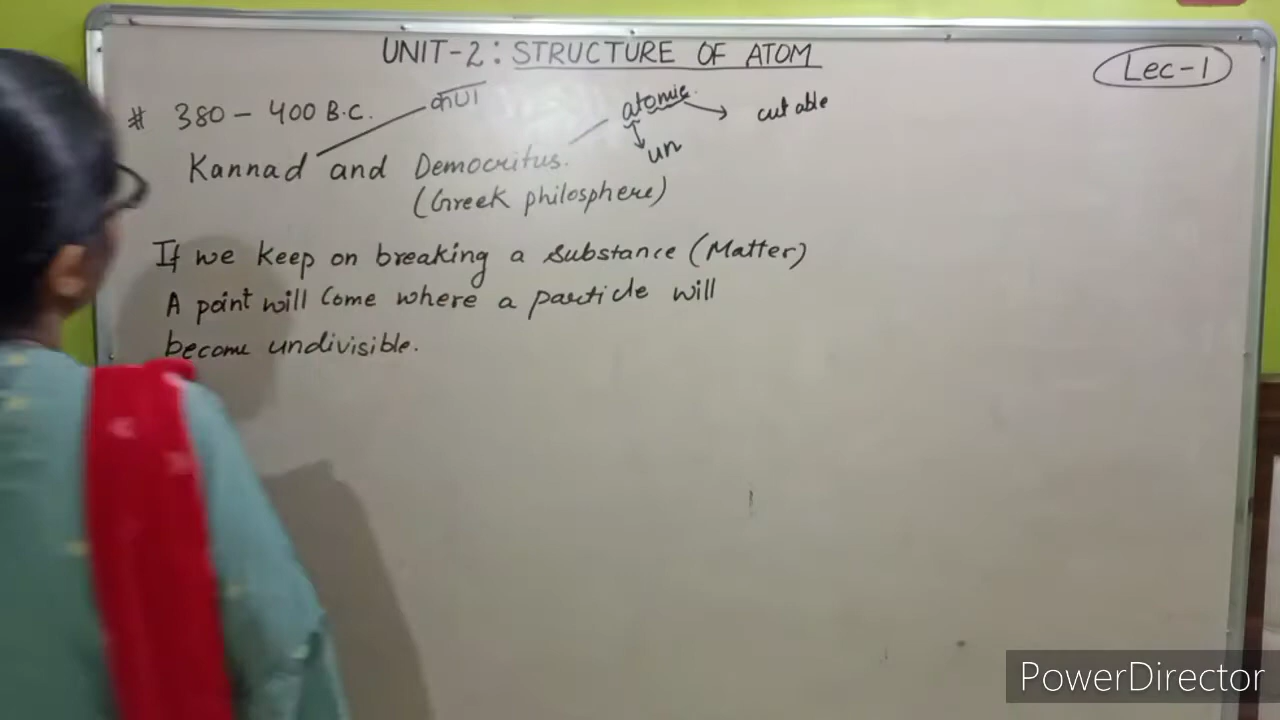 UNIT-2: STRUCTURE OF ATOM
Lec-1
# 380 - 400 B.C.
कण
atomic
cut able
un
Kannad and Democritus.
(Greek philosphere)
If we keep on breaking a substance (Matter)
A point will Come where a particle will
become undivisible.
PowerDirector